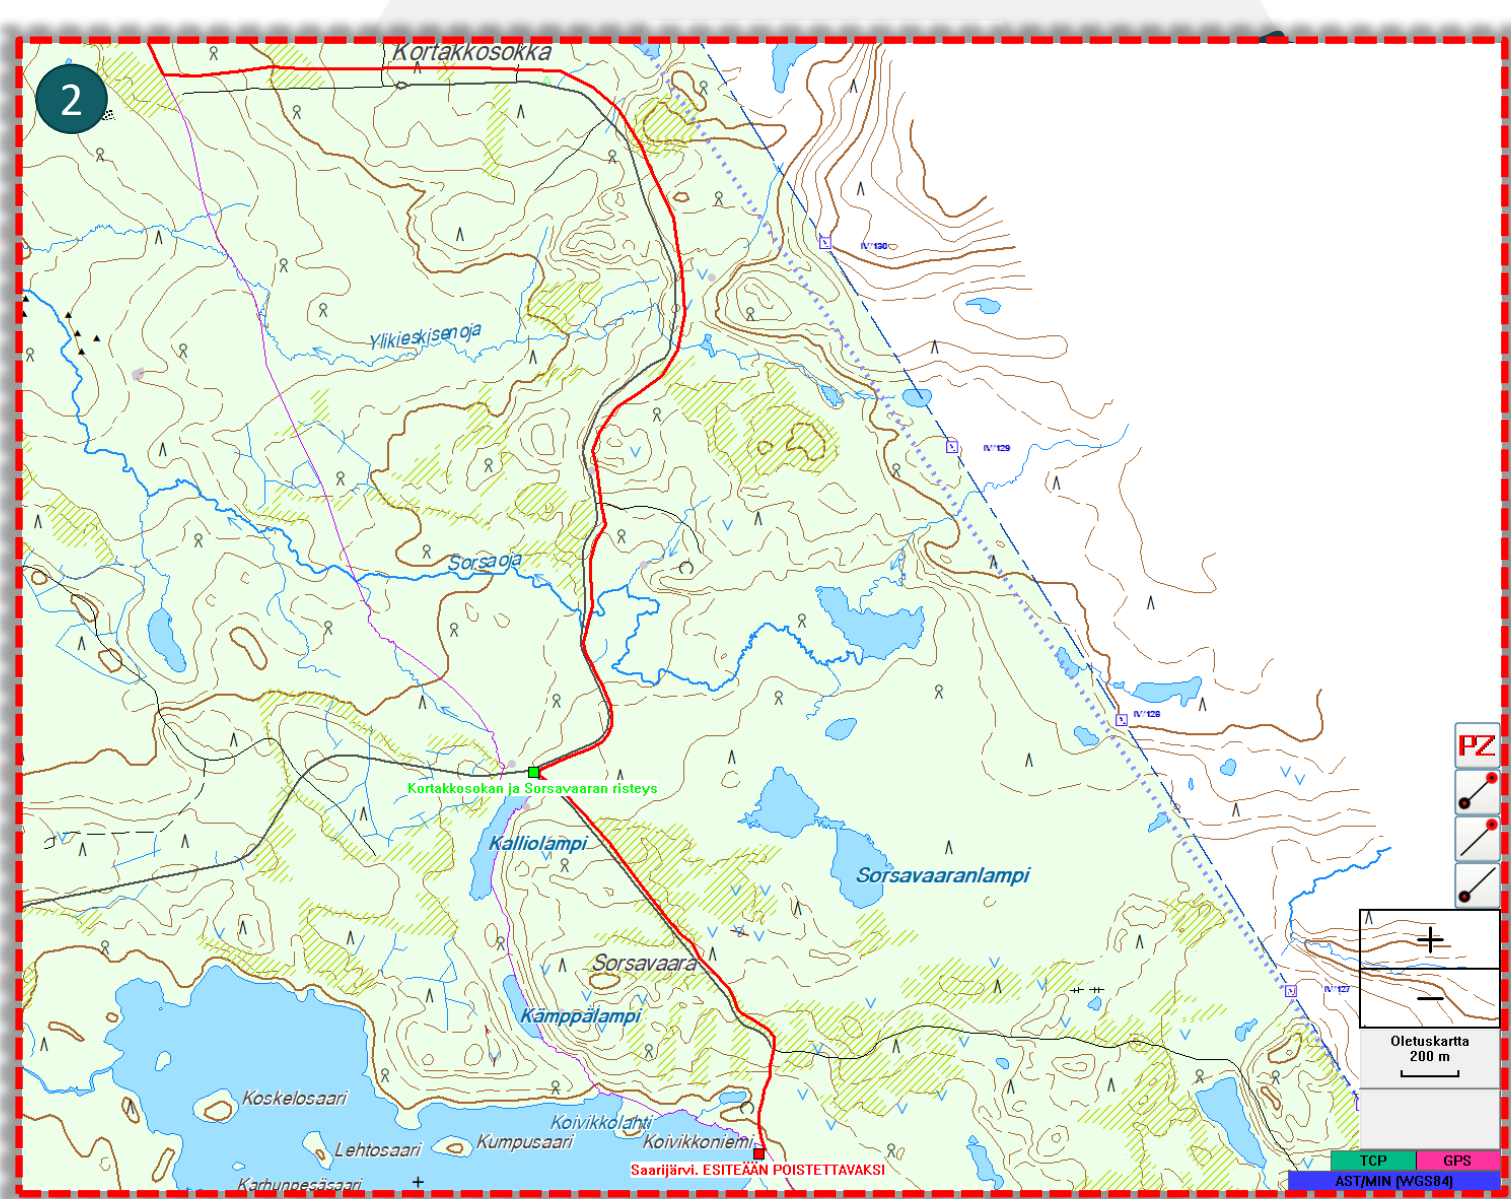 Kortakkosokka
2
IV/130
Ylikieskisenoja
IV/129
Sorsaoja
IV/128
PZ
Kortakkosokan ja Sorsavaaran risteys
Kalliolampi
Sorsavaaranlampi
Sorsavaara
IV/127
Kämppälampi
Oletuskartta
200 m
Koskelosaari
Koivikkolahti
Kumpusaari
Koivikkoniemi
Lehtosaari
Saarijärvi. ESITEÄÄN POISTETTAVAKSI
TCP GPS
Karhunpesäsaari
AST/MIN (WGS84)